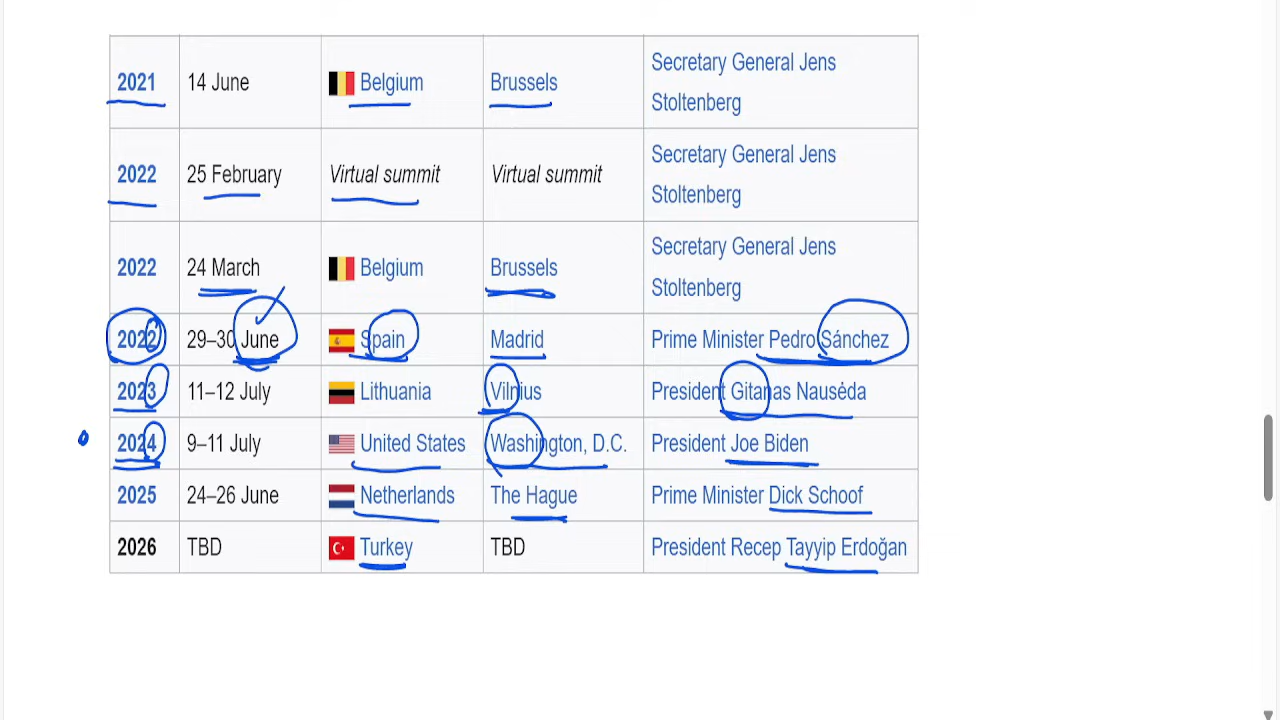 2021 14 June Belgium Brussels Secretary General Jens
Stoltenberg
2022 25 February Virtual summit Virtual summit Secretary General Jens
Stoltenberg
2022 24 March Belgium Brussels Secretary General Jens
Stoltenberg
2022 29–30 June Spain Madrid Prime Minister Pedro Sánchez
2023 11–12 July Lithuania Vilnius President Gitanas Nausėda
2024 9–11 July United States Washington, D.C. President Joe Biden
2025 24–26 June Netherlands The Hague Prime Minister Dick Schoof
2026 TBD Turkey TBD President Recep Tayyip Erdoğan